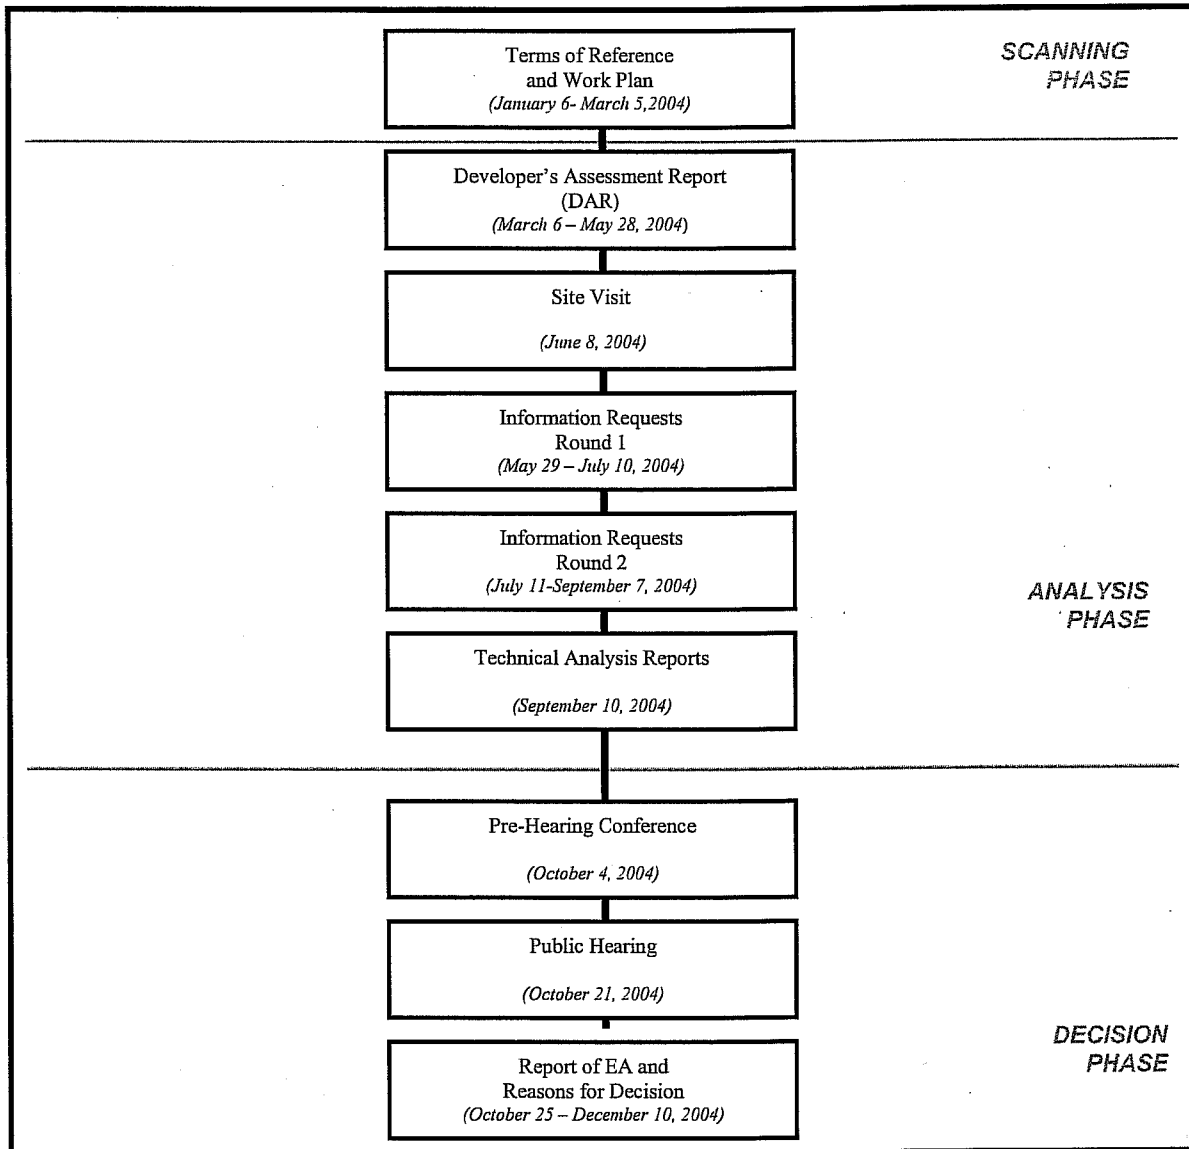 Terms of Reference
and Work Plan
(January 6- March 5,2004)
SCANNING
PHASE
Developer's Assessment Report
(DAR)
(March 6 – May 28, 2004)
Site Visit
(June 8, 2004)
Information Requests
Round 1
(May 29 – July 10, 2004)
Information Requests
Round 2
(July 11-September 7, 2004)
ANALYSIS
PHASE
Technical Analysis Reports
(September 10, 2004)
Pre-Hearing Conference
(October 4, 2004)
Public Hearing
(October 21, 2004)
DECISION
PHASE
Report of EA and
Reasons for Decision
(October 25 – December 10, 2004)